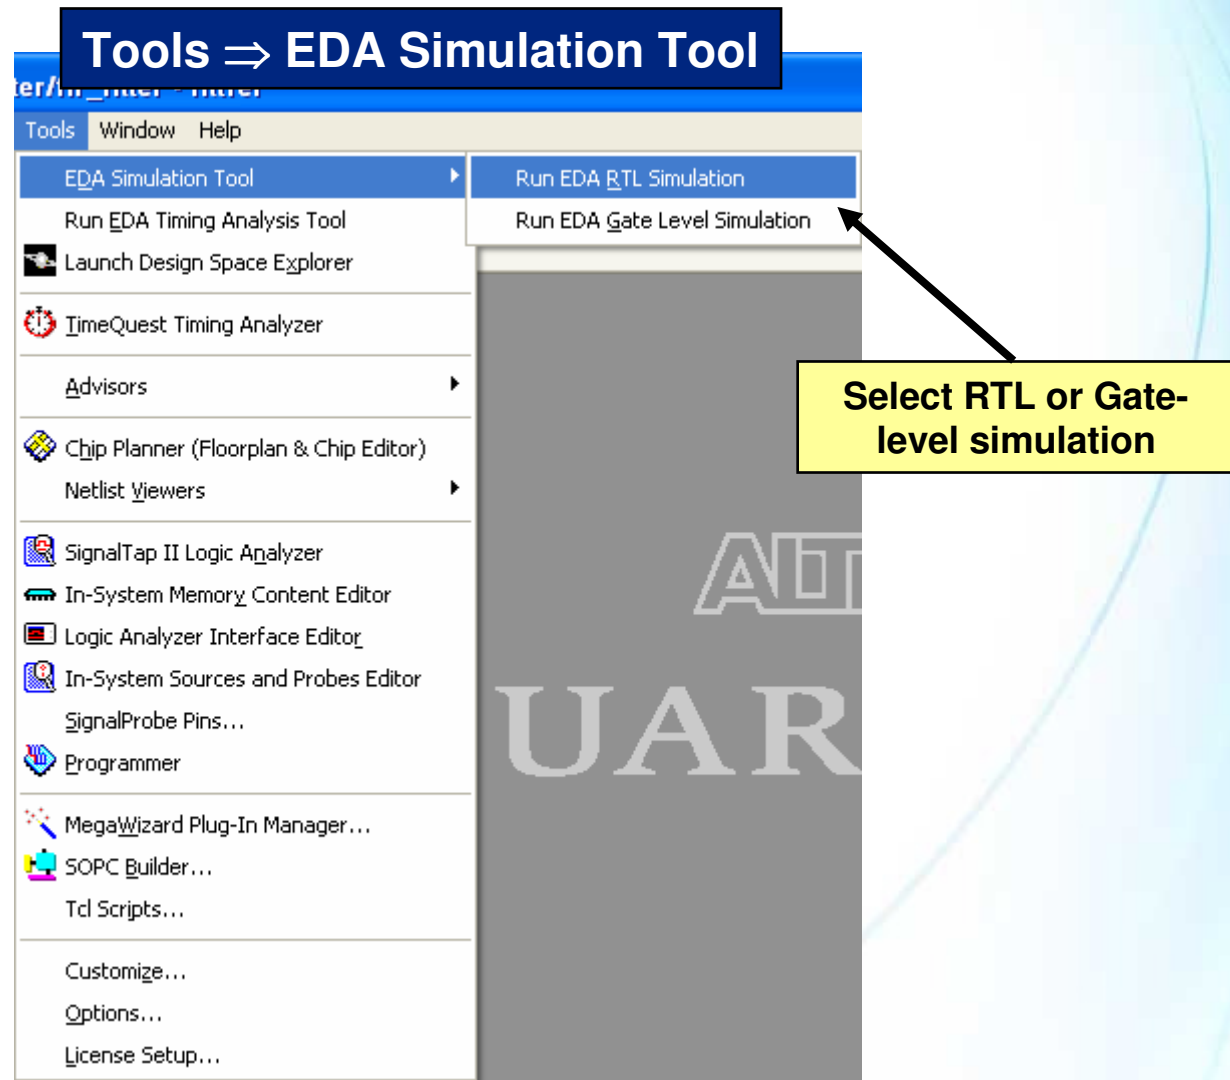 Tools ⇒ EDA Simulation Tool
Tools Window Help
EDA Simulation Tool
Run EDA RTL Simulation
Run EDA Timing Analysis Tool
Run EDA Gate Level Simulation
Launch Design Space Explorer
TimeQuest Timing Analyzer
Advisors
Select RTL or Gate-
level simulation
Chip Planner (Floorplan & Chip Editor)
Netlist Viewers
SignalTap II Logic Analyzer
In-System Memory Content Editor
Logic Analyzer Interface Editor
In-System Sources and Probes Editor
SignalProbe Pins...
Programmer
MegaWizard Plug-In Manager...
SOPC Builder...
Tcl Scripts...
Customize...
Options...
License Setup...
ALT
UAR